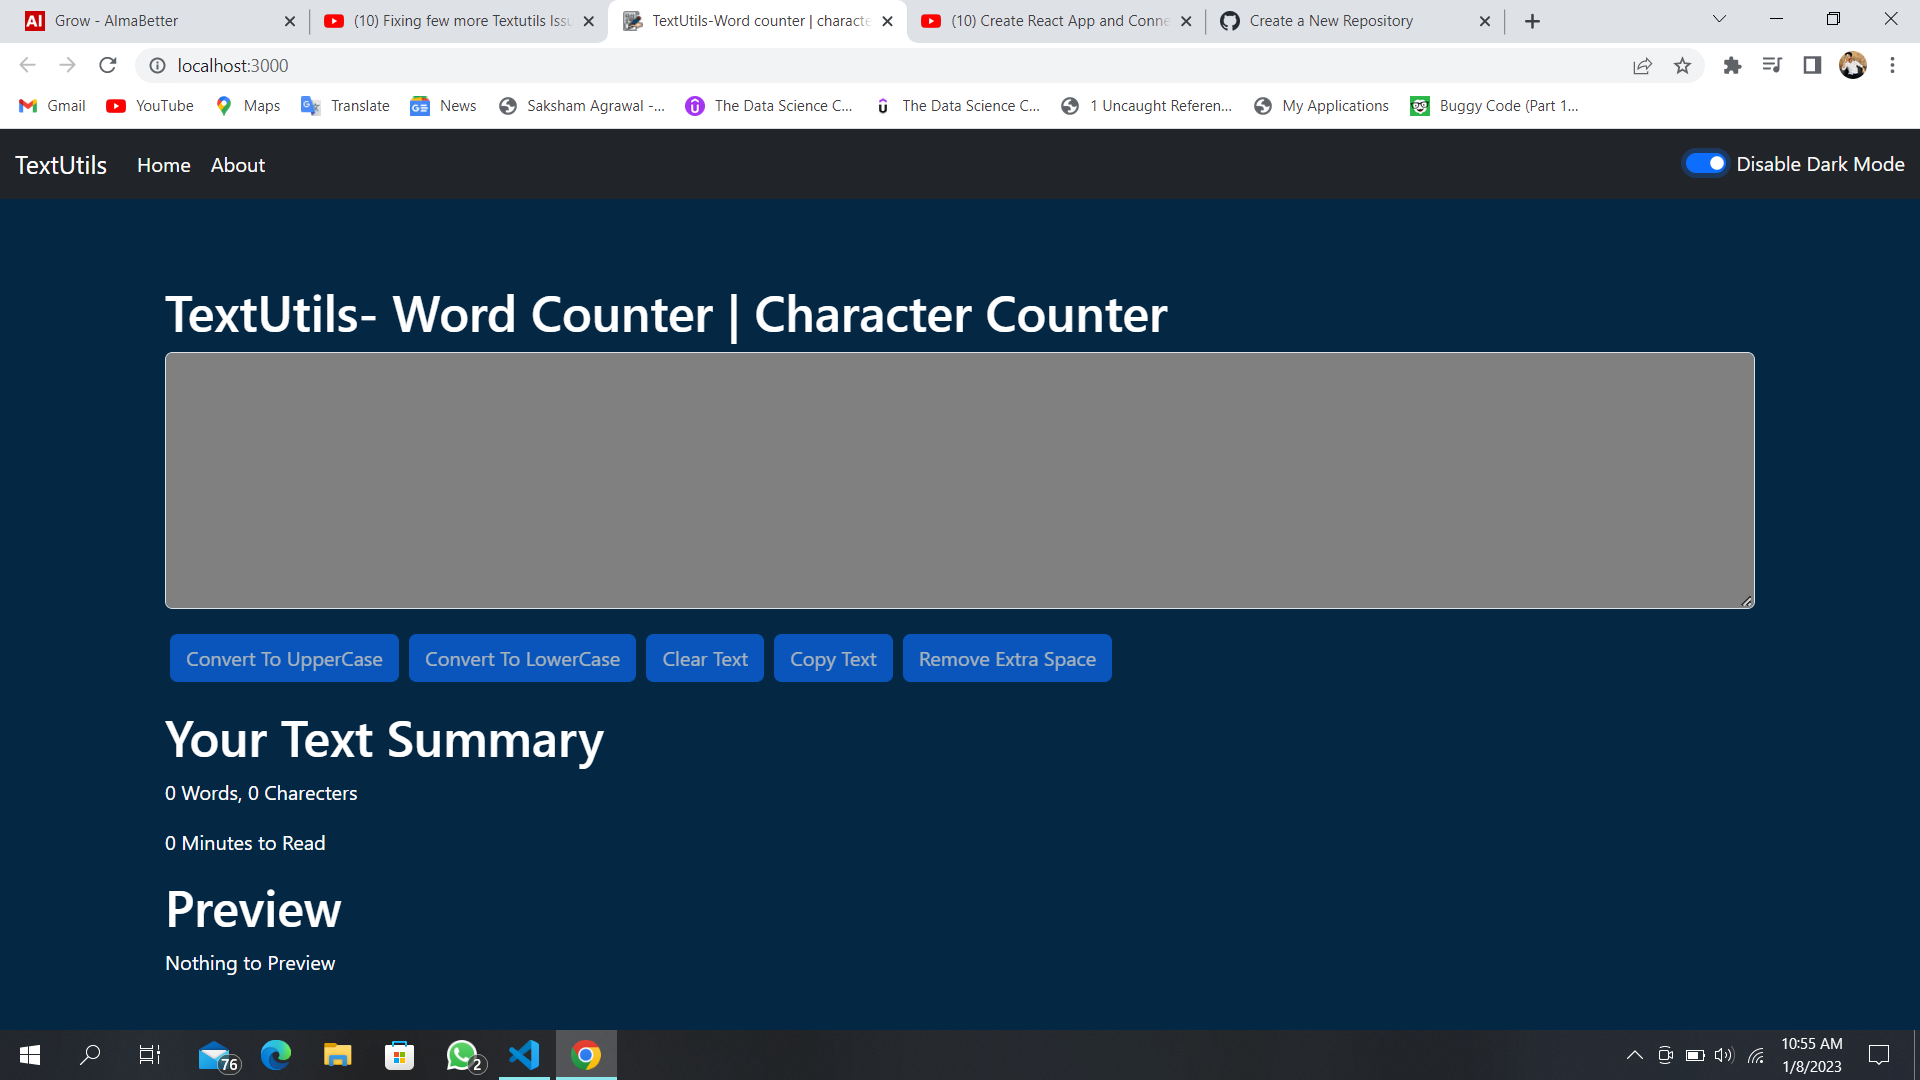 Grow - AlmaBetter
(10) Fixing few more Textutils Issu
TextUtils-Word counter | characte
(10) Create React App and Conne
Create a New Repository
localhost:3000
Gmail
YouTube
Maps
Translate
News
Saksham Agrawal -...
The Data Science C...
The Data Science C...
1 Uncaught Referen...
My Applications
Buggy Code (Part 1...
TextUtils
Home
About
Disable Dark Mode
TextUtils- Word Counter | Character Counter
Convert To UpperCase
Convert To LowerCase
Clear Text
Copy Text
Remove Extra Space
Your Text Summary
0 Words, 0 Charecters
0 Minutes to Read
Preview
Nothing to Preview
76
2
10:55 AM
1/8/2023